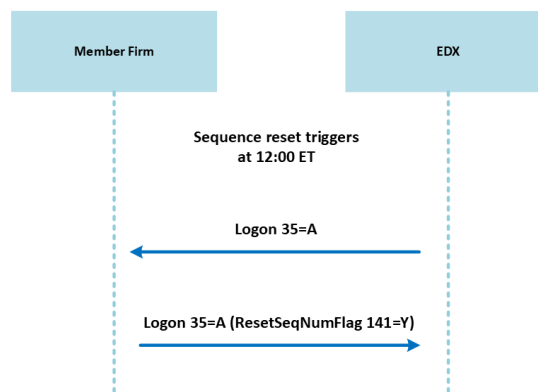 Member Firm
EDX
Sequence reset triggers
at 12:00 ET
Logon 35=A
Logon 35=A (ResetSeqNumFlag 141=Y)